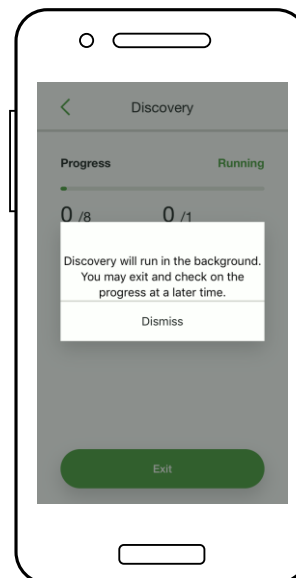 Discovery
Progress Running
0 /8 0 /1
Discovery will run in the background.
You may exit and check on the
progress at a later time.
Dismiss
Exit